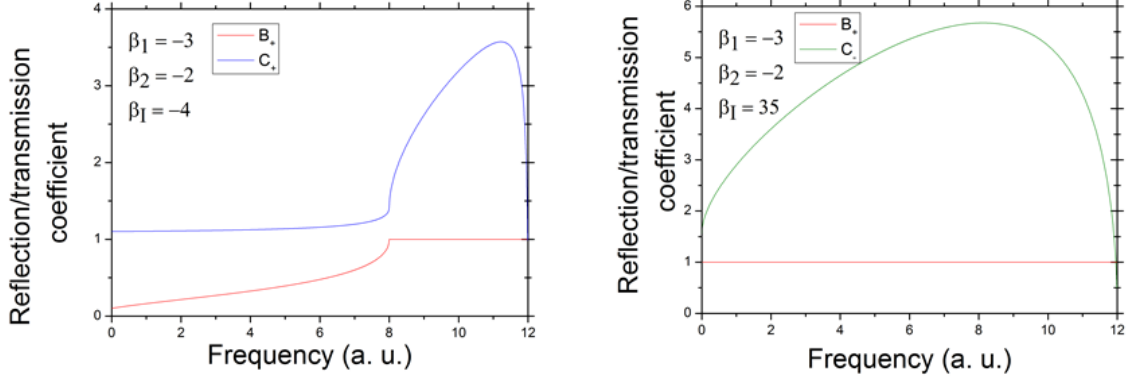 Reflection/transmission
coefficient
4
3
2
1
0
β1 = −3
β2 = −2
βI = −4
B+
C+
0 2 4 6 8 10 12
Frequency (a. u.)
Reflection/transmission
coefficient
6
5
4
3
2
1
0
β1 = −3
β2 = −2
βI = 35
B+
C-
0 2 4 6 8 10 12
Frequency (a. u.)